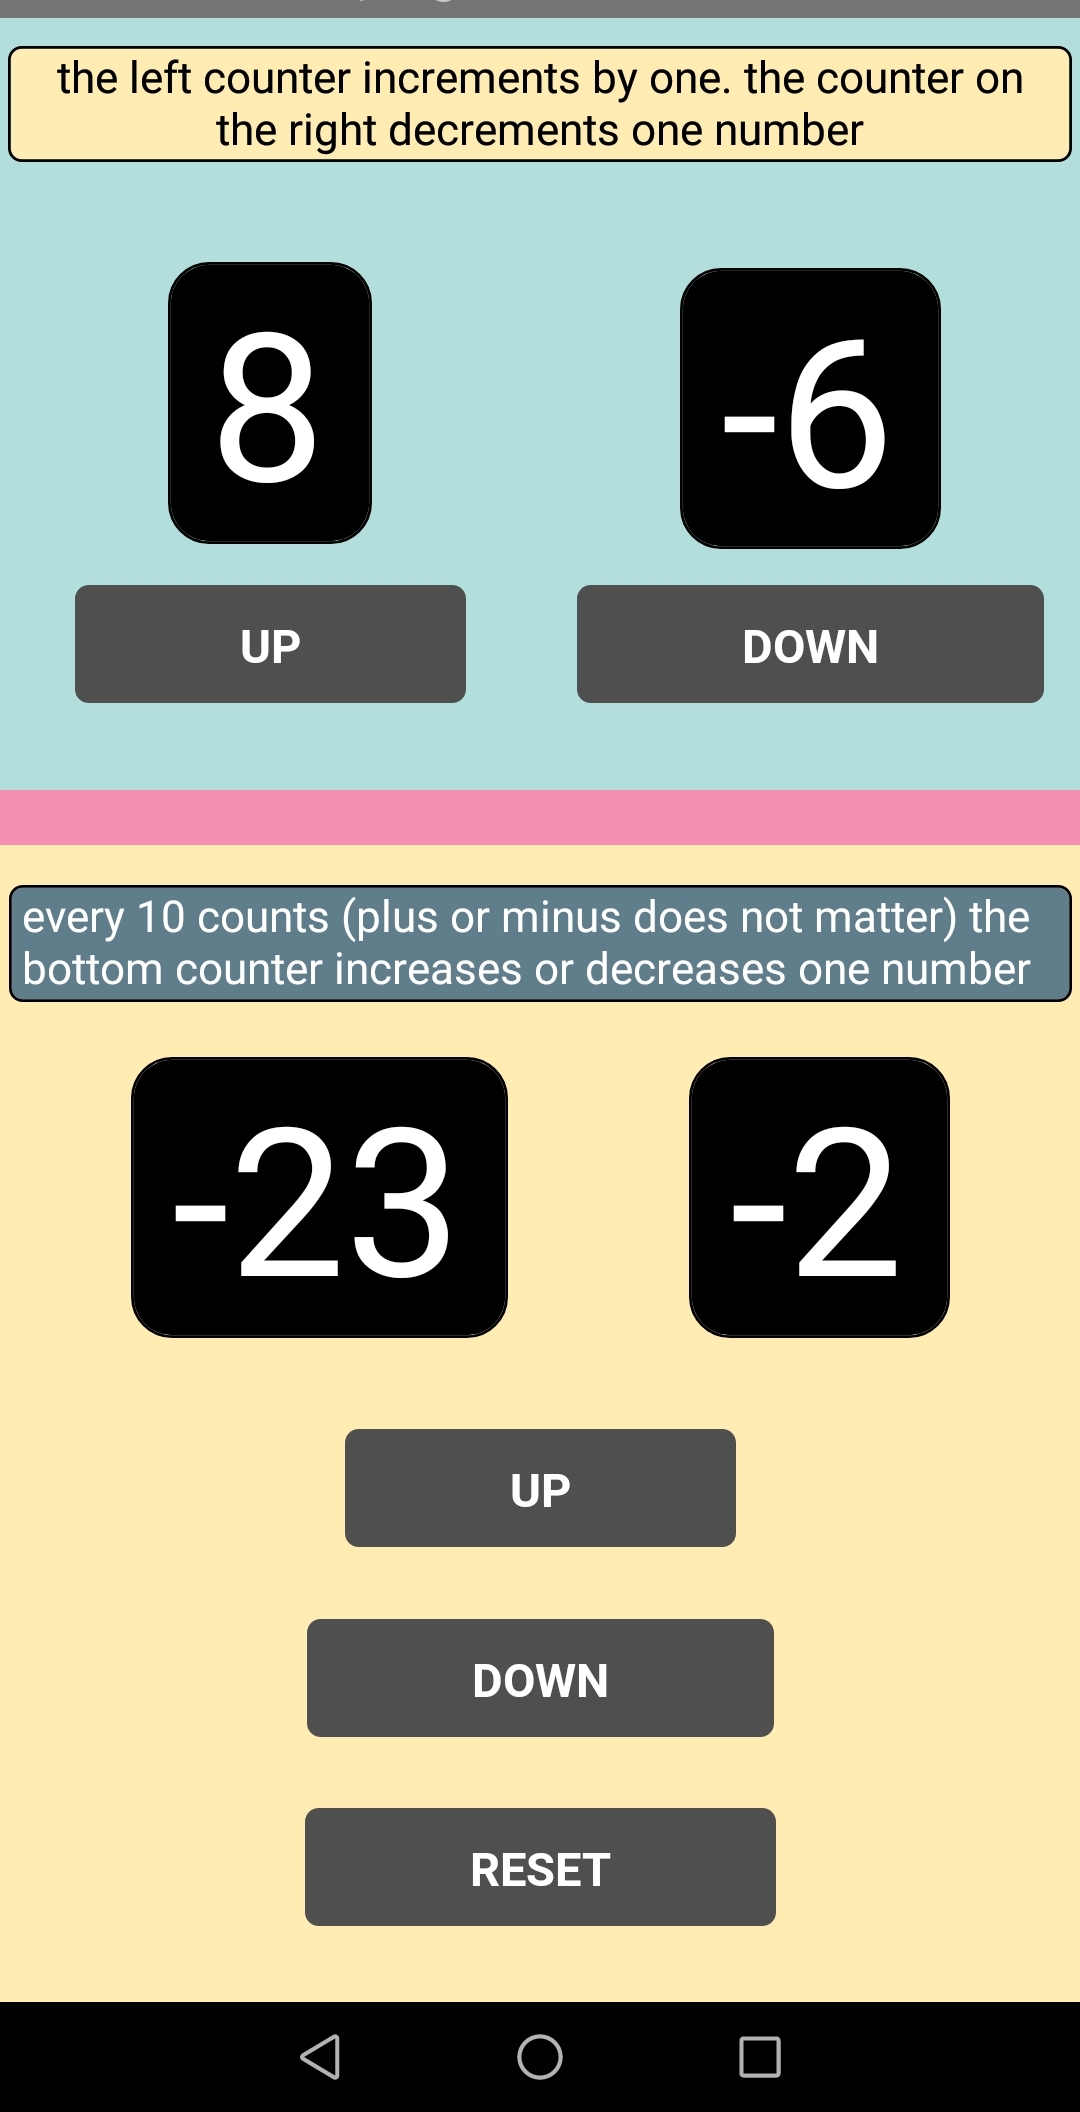 the left counter increments by one. the counter on
the right decrements one number
8
-6
UP
DOWN
every 10 counts (plus or minus does not matter) the
bottom counter increases or decreases one number
-23
-2
UP
DOWN
RESET